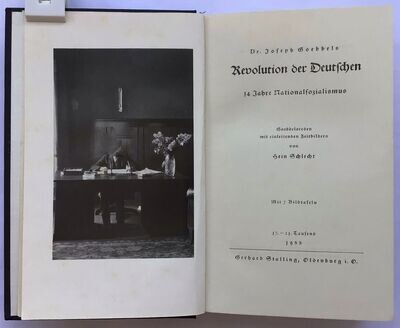 Dr. Joseph Goebbels
Revolution der Deutschen
14 Jahre Nationalsozialismus
Goebbelsreden
mit einleitenden Zeitbildern
von
Hein Schlecht
Mit 7 Bildtafeln
1933
Gerhard Stalling, Oldenburg i. O.